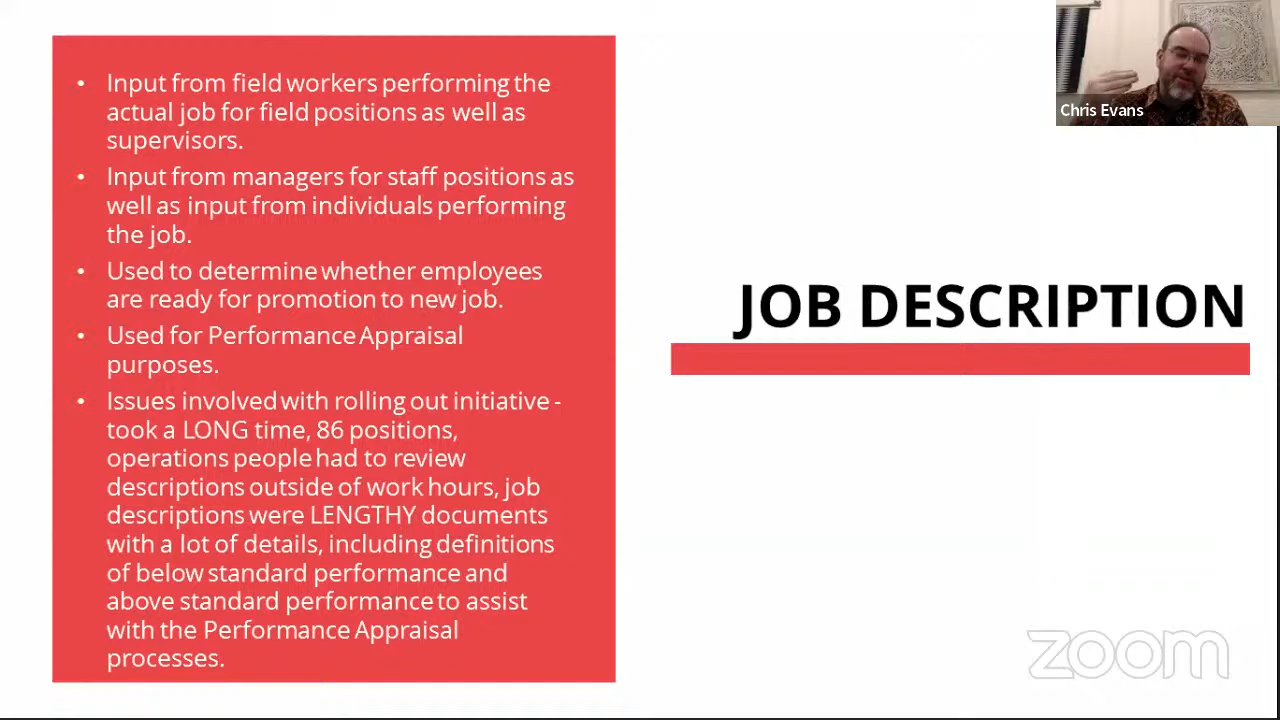 • Input from field workers performing the
actual job for field positions as well as
supervisors.
• Input from managers for staff positions as
well as input from individuals performing
the job.
• Used to determine whether employees
are ready for promotion to new job.
• Used for Performance Appraisal
purposes.
• Issues involved with rolling out initiative -
took a LONG time, 86 positions,
operations people had to review
descriptions outside of work hours, job
descriptions were LENGTHY documents
with a lot of details, including definitions
of below standard performance and
above standard performance to assist
with the Performance Appraisal
processes.
JOB DESCRIPTION
Chris Evans
zoom